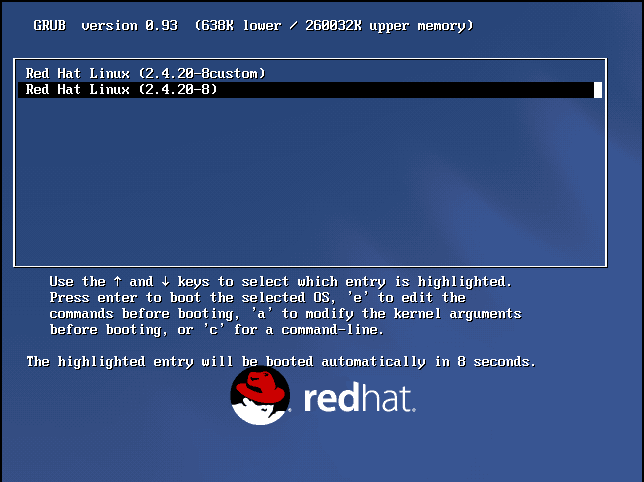 GRUB version 0.93 (638K lower / 260032K upper memory)
Red Hat Linux (2.4.20-8custom)
Red Hat Linux (2.4.20-8)
Use the ↑ and ↓ keys to select which entry is highlighted.
Press enter to boot the selected OS, 'e' to edit the
commands before booting, 'a' to modify the kernel arguments
before booting, or 'c' for a command-line.
The highlighted entry will be booted automatically in 8 seconds.
redhat.